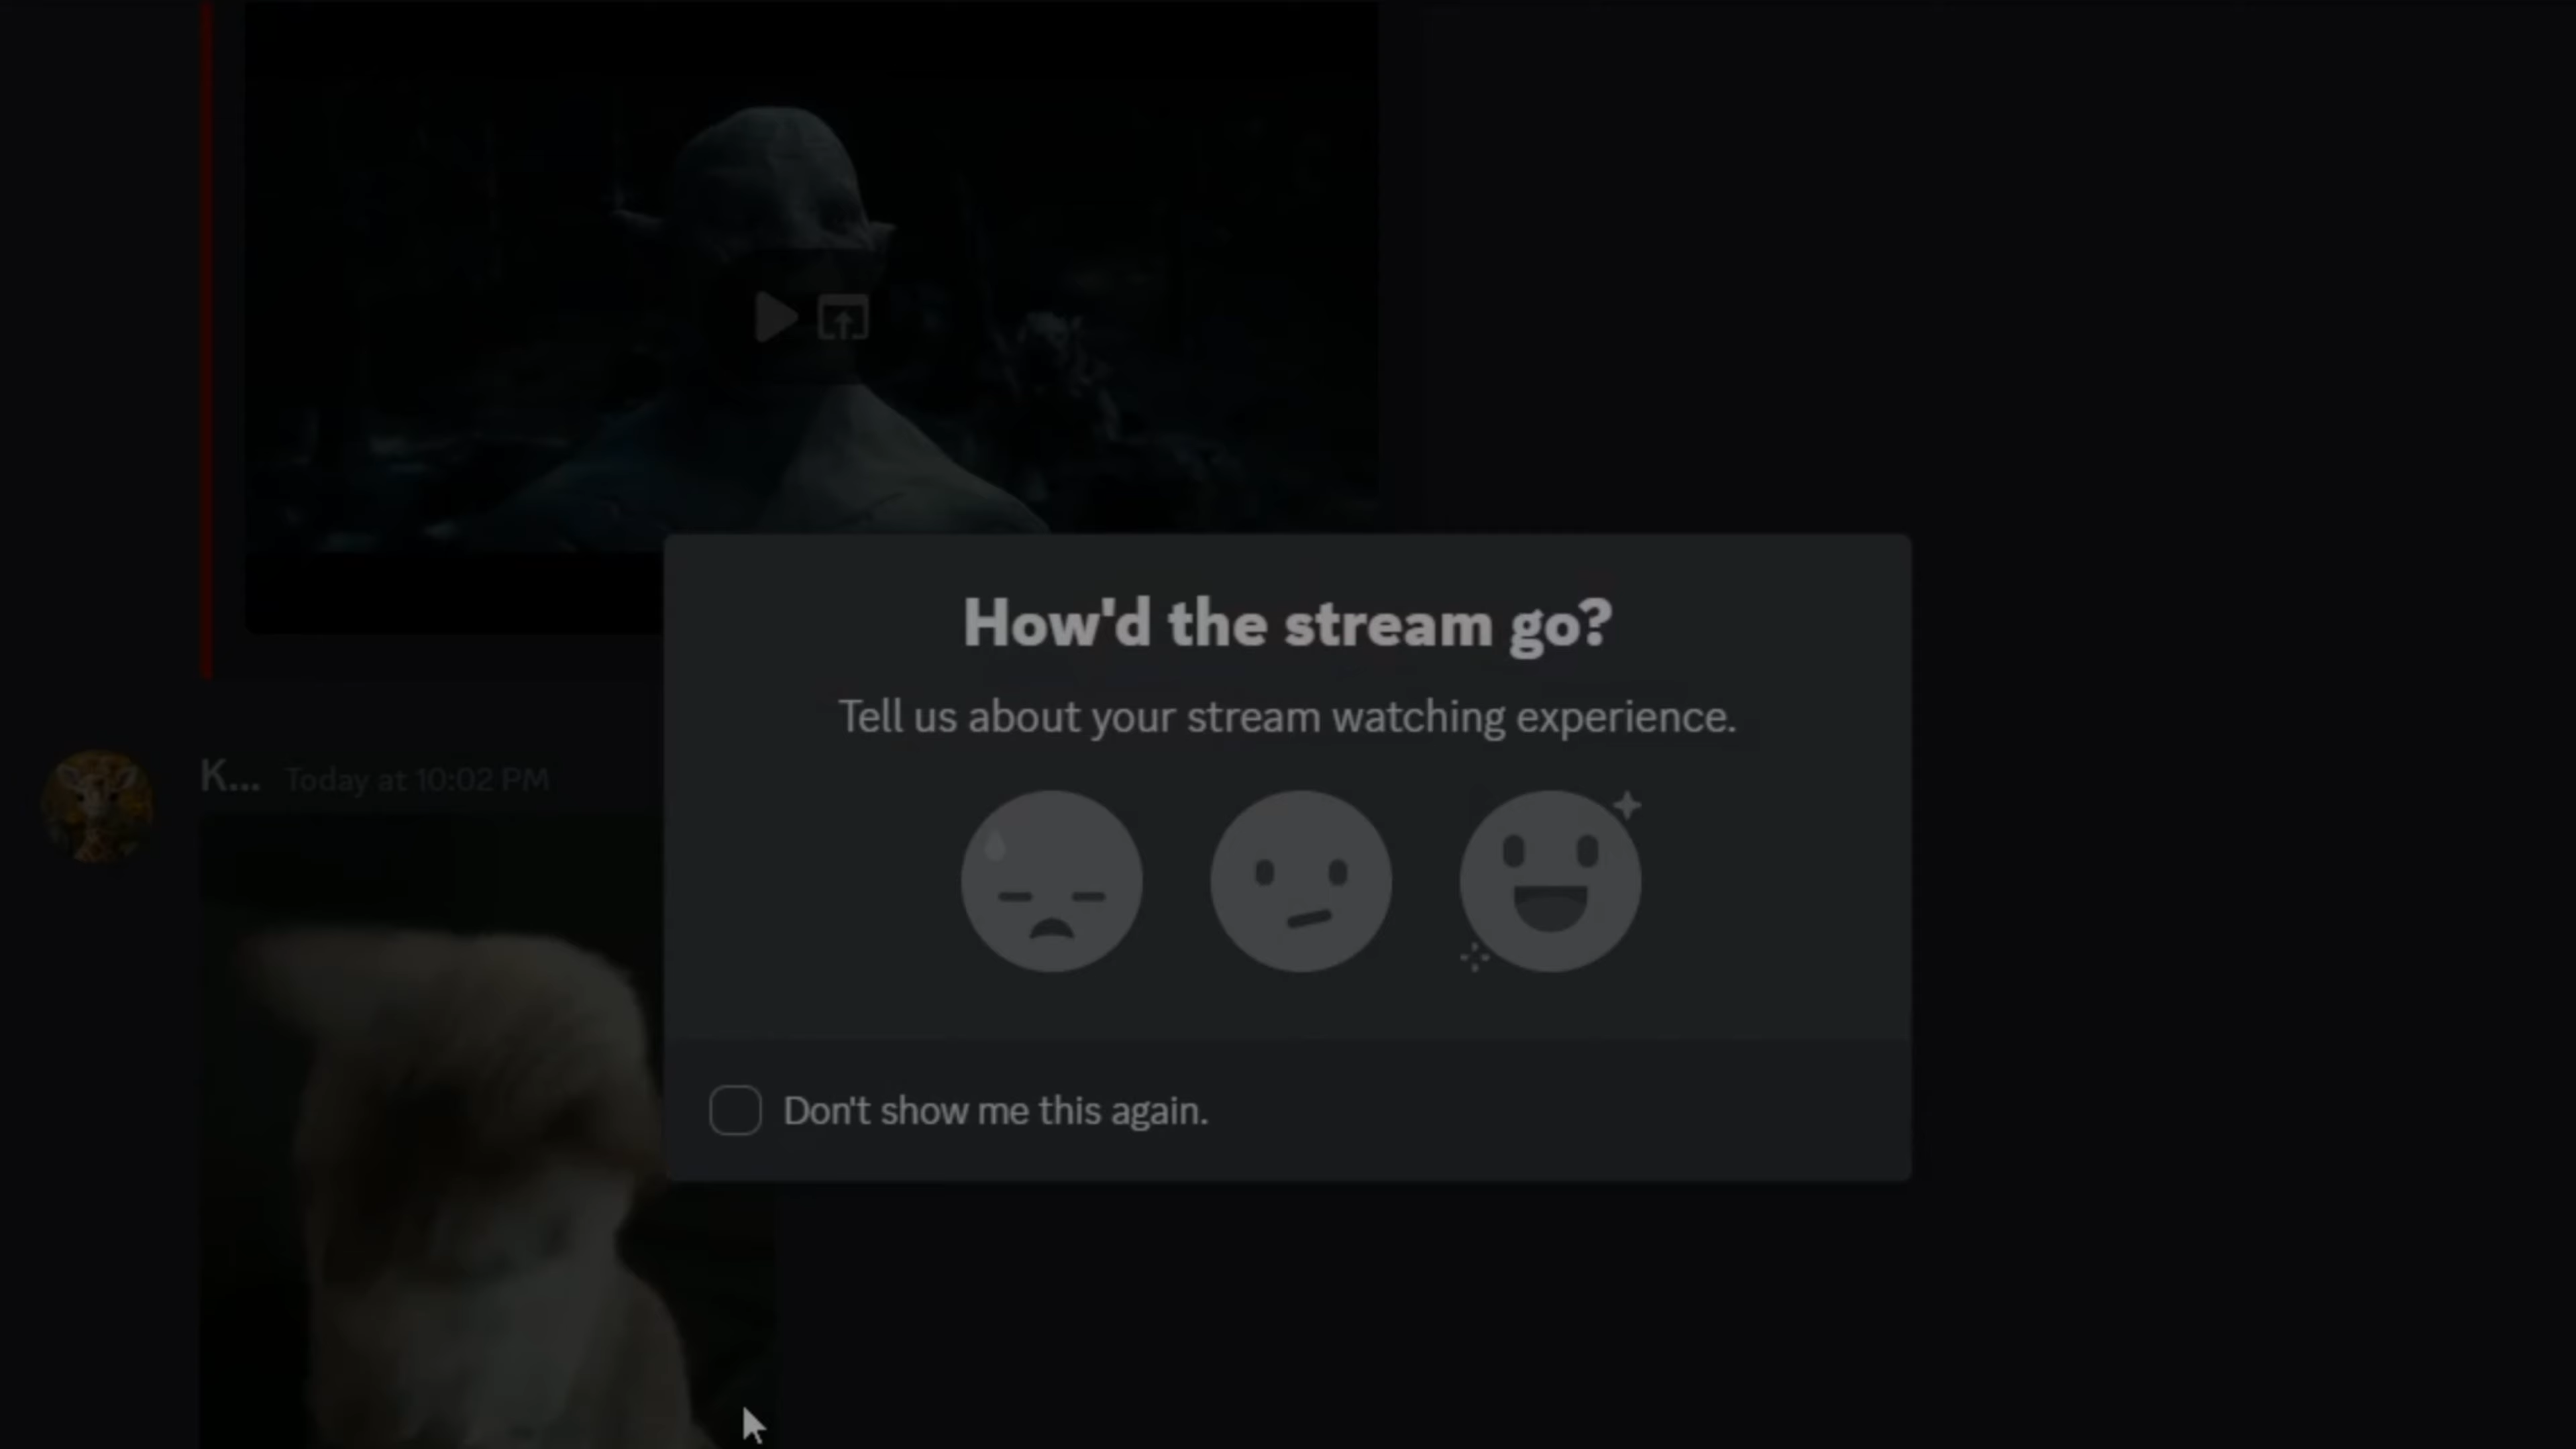 How'd the stream go?
Tell us about your stream watching experience.
K... Today at 10:02 PM
Don't show me this again.